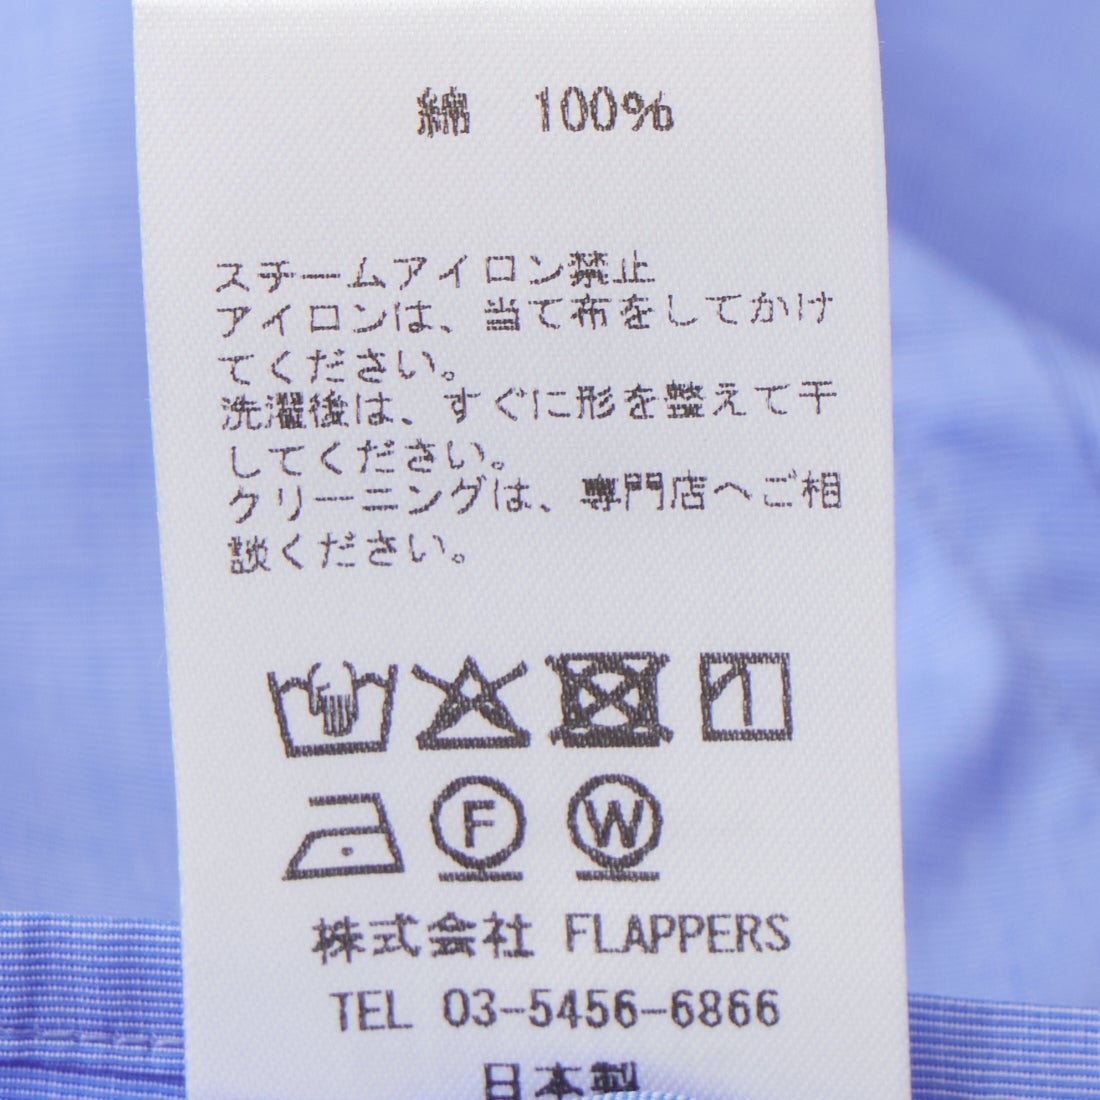 綿 100%
スチームアイロン禁止
アイロンは、当て布をしてかけ
てください。
洗濯後は、すぐに形を整えて干
してください。
クリーニングは、専門店へご相
談ください。
F W
株式会社 FLAPPERS
TEL 03-5456-6866
日本製